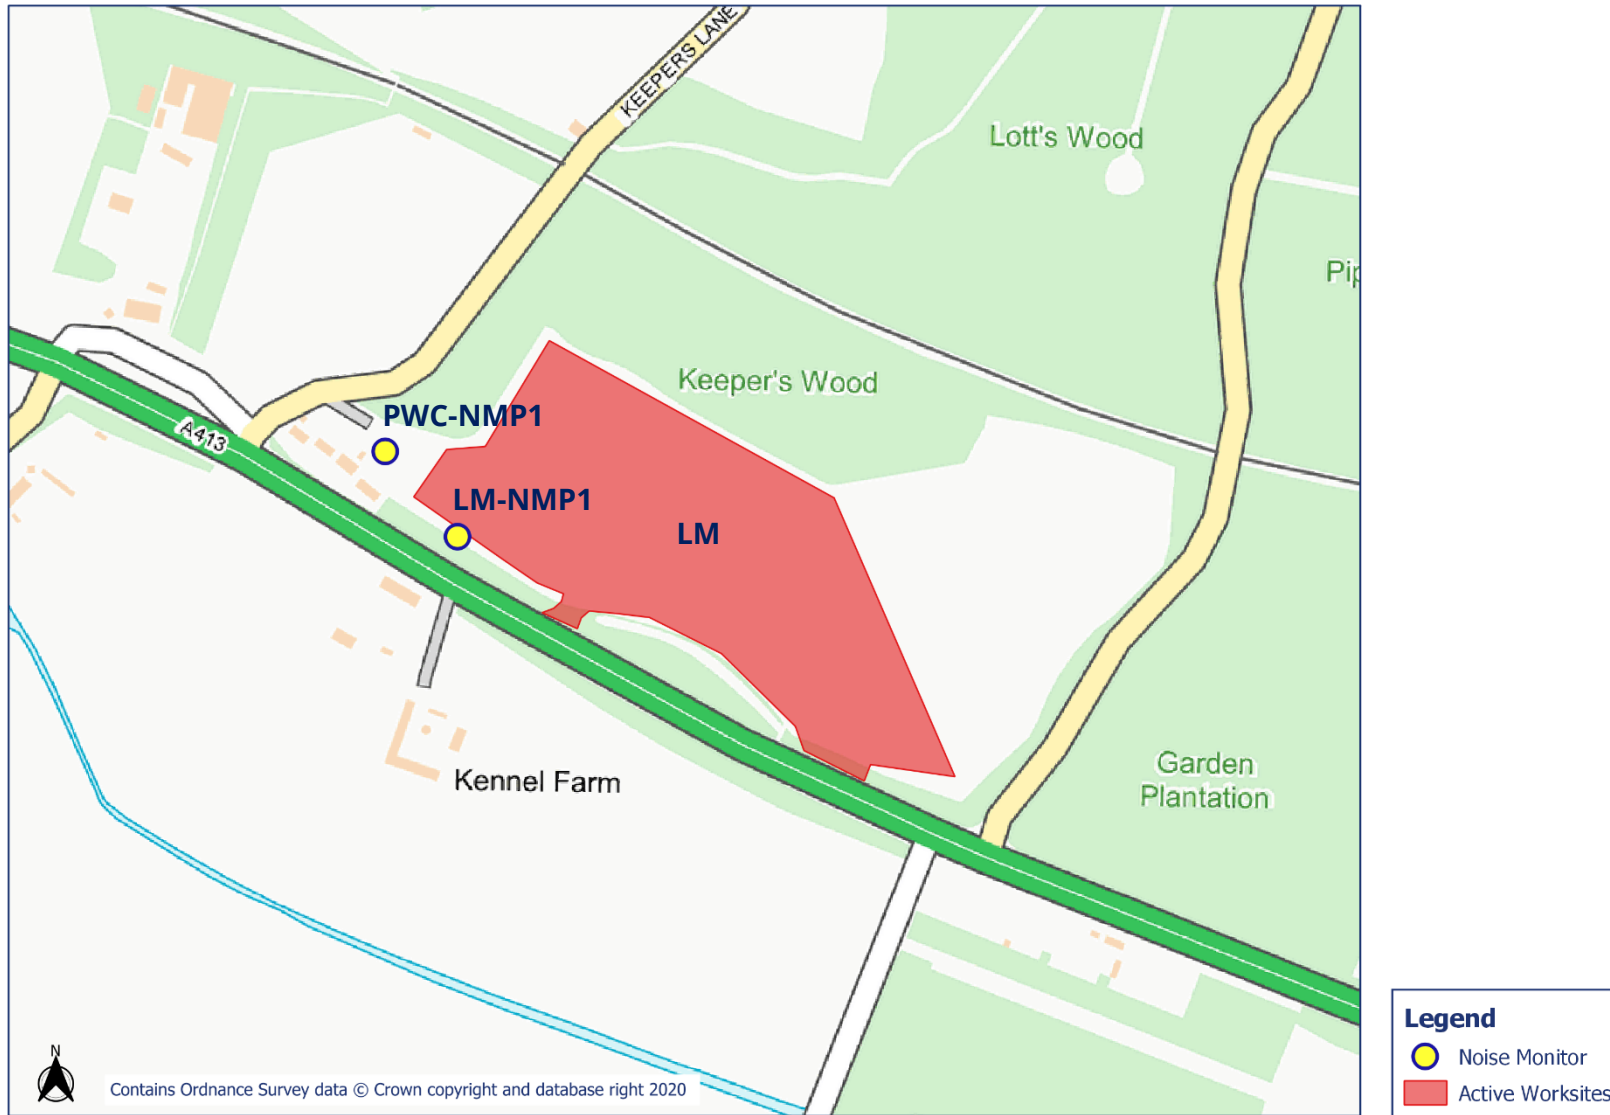 KEEPERS LANE
Lott's Wood
Pip
Keeper's Wood
PWC-NMP1
A413
LM-NMP1
LM
Kennel Farm
Garden
Plantation
N
Contains Ordnance Survey data © Crown copyright and database right 2020
Legend
Noise Monitor
Active Worksites